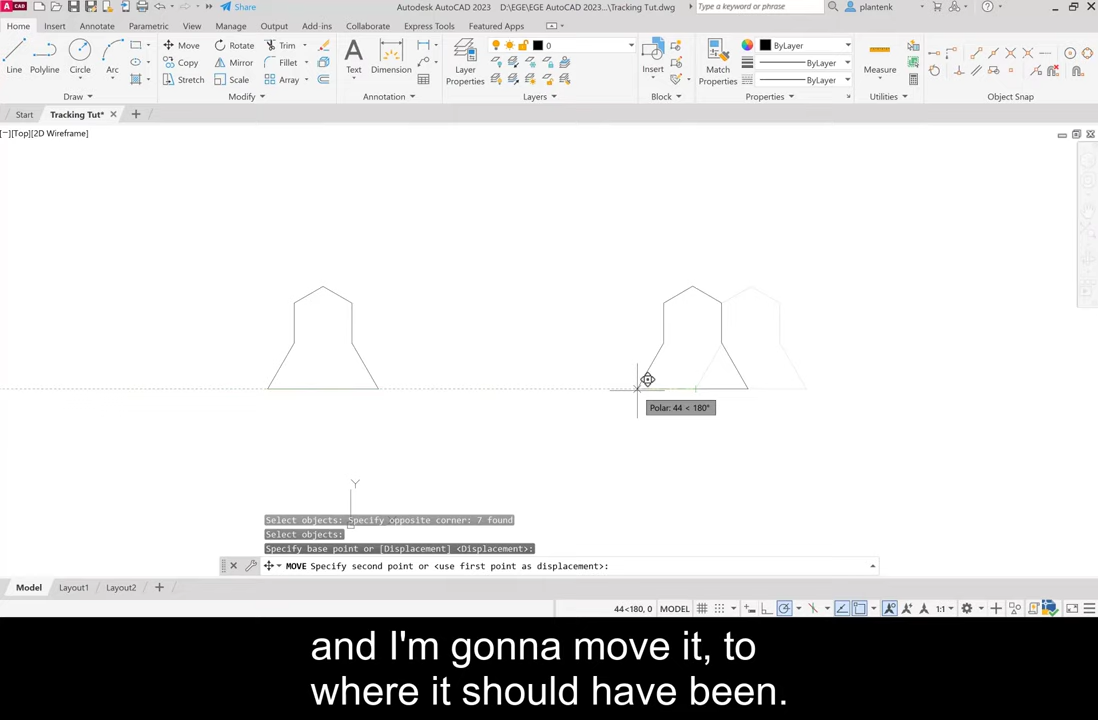 CAD
Share
Autodesk AutoCAD 2023 D:\EGE\EGE AutoCAD 2023...\Tracking Tut.dwg
Type a keyword or phrase
plantenk
Home Insert Annotate Parametric View Manage Output Add-ins Collaborate Express Tools Featured Apps
Line Polyline Circle Arc
Move Rotate Trim
Copy Mirror Fillet
Stretch Scale Array
Text Dimension
Layer Properties
0
Insert
Match Properties
ByLayer
ByLayer
ByLayer
Measure
Draw Modify Annotation Layers Block Properties Utilities Object Snap
Start Tracking Tut*
[−][Top][2D Wireframe]
Polar: 44 < 180°
Y
Select objects: Specify opposite corner: 7 found
Select objects:
Specify base point or [Displacement] <Displacement>:
MOVE Specify second point or <use first point as displacement>:
Model Layout1 Layout2
44<180, 0 MODEL 1:1
and I'm gonna move it, to
where it should have been.